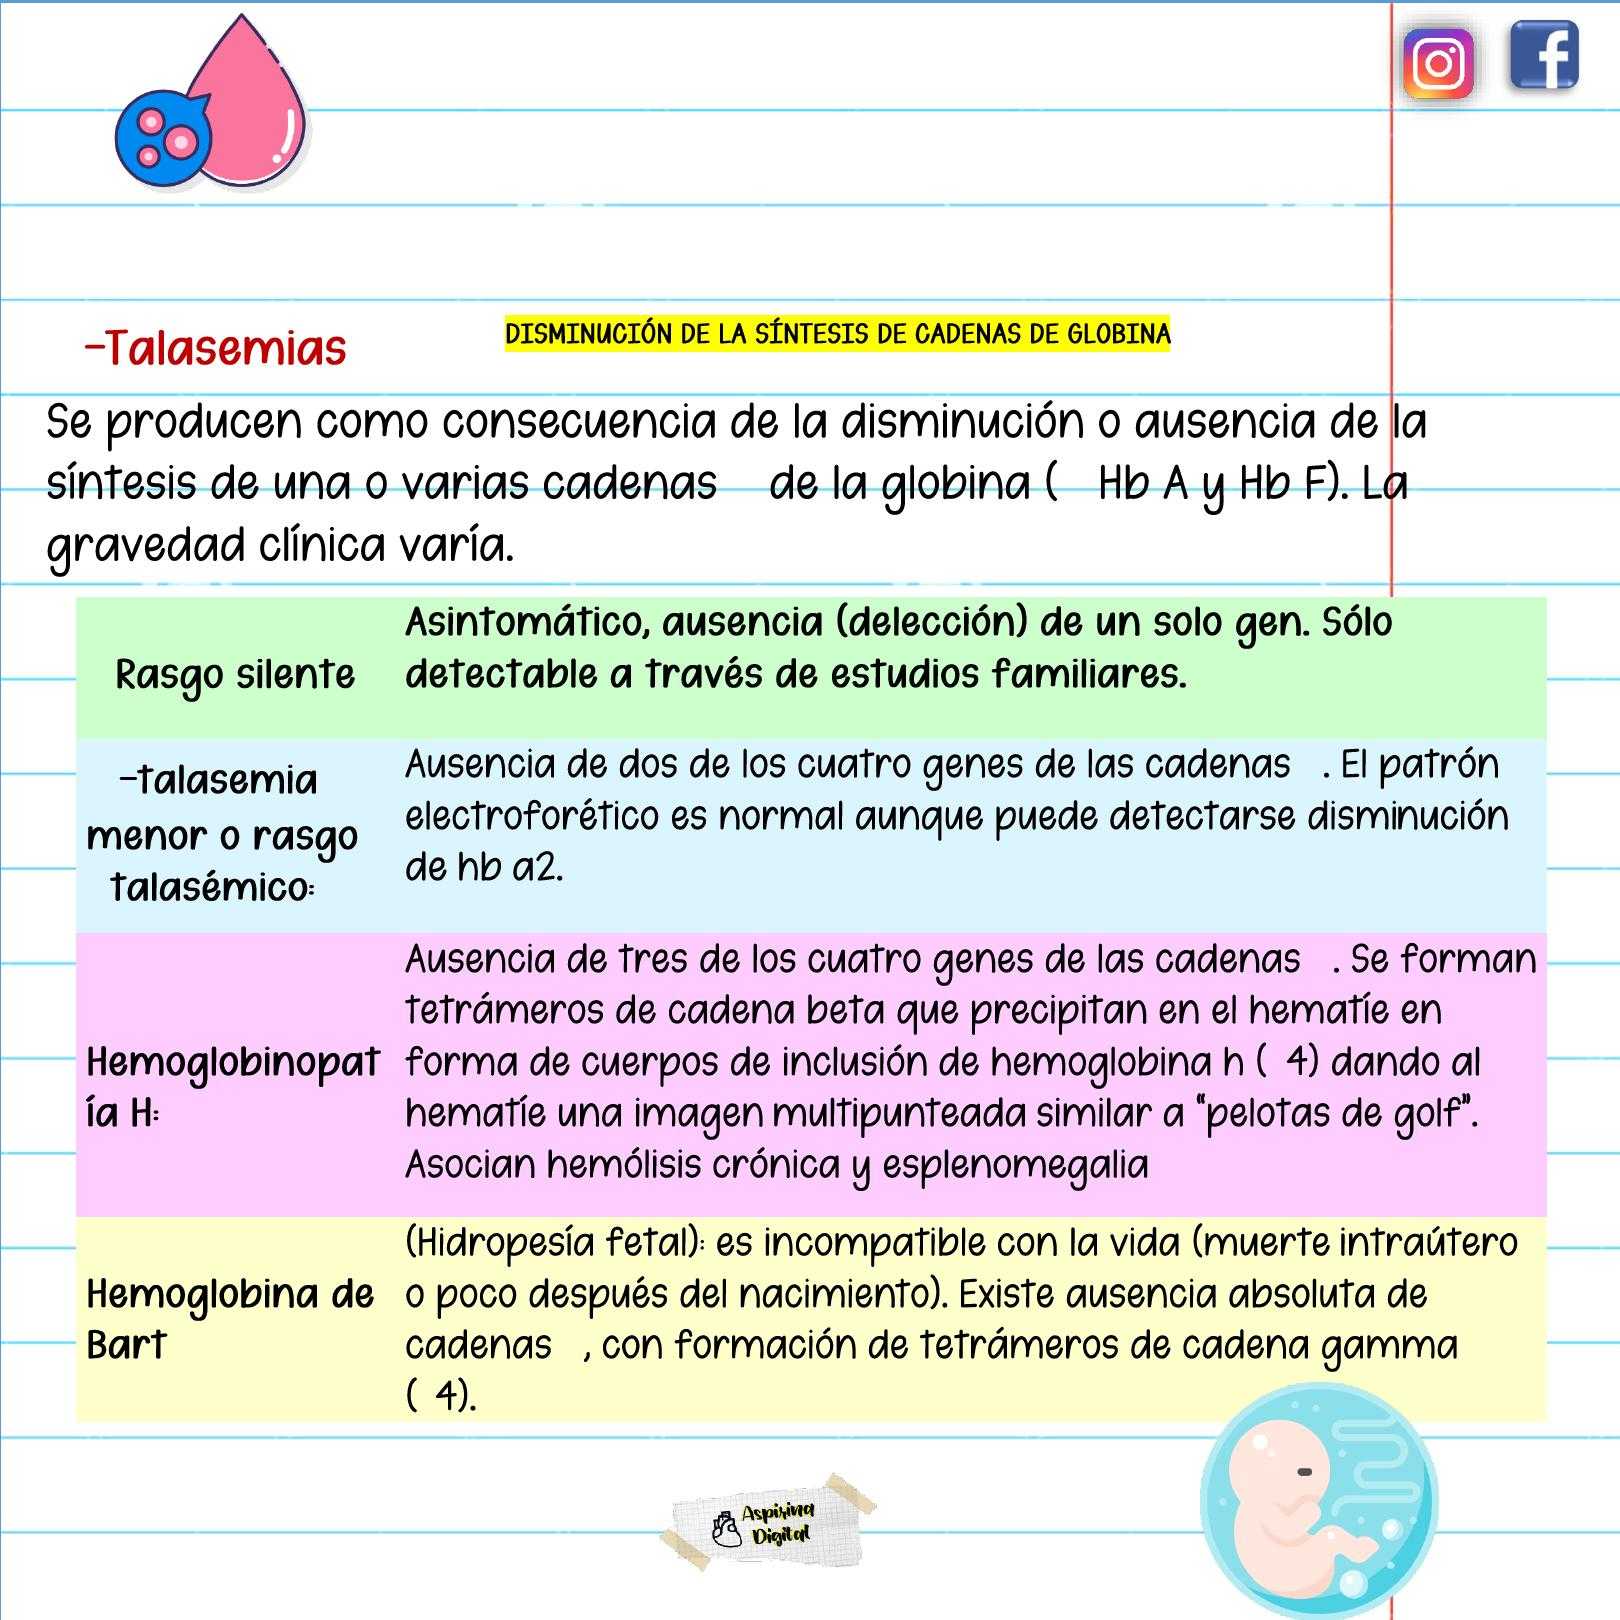 -Talasemias
DISMINUCIÓN DE LA SÍNTESIS DE CADENAS DE GLOBINA
Se producen como consecuencia de la disminución o ausencia de la
síntesis de una o varias cadenas de la globina ( Hb A y Hb F). La
gravedad clínica varía.
Rasgo silente
Asintomático, ausencia (delección) de un solo gen. Sólo
detectable a través de estudios familiares.
-talasemia
menor o rasgo
talasémico:
Ausencia de dos de los cuatro genes de las cadenas . El patrón
electroforético es normal aunque puede detectarse disminución
de hb a2.
Hemoglobinopat
ía H:
Ausencia de tres de los cuatro genes de las cadenas . Se forman
tetrámeros de cadena beta que precipitan en el hematíe en
forma de cuerpos de inclusión de hemoglobina h ( 4) dando al
hematíe una imagen multipunteada similar a “pelotas de golf”.
Asocian hemólisis crónica y esplenomegalia
Hemoglobina de
Bart
(Hidropesía fetal): es incompatible con la vida (muerte intraútero
o poco después del nacimiento). Existe ausencia absoluta de
cadenas , con formación de tetrámeros de cadena gamma
( 4).
Aspirina
Digital